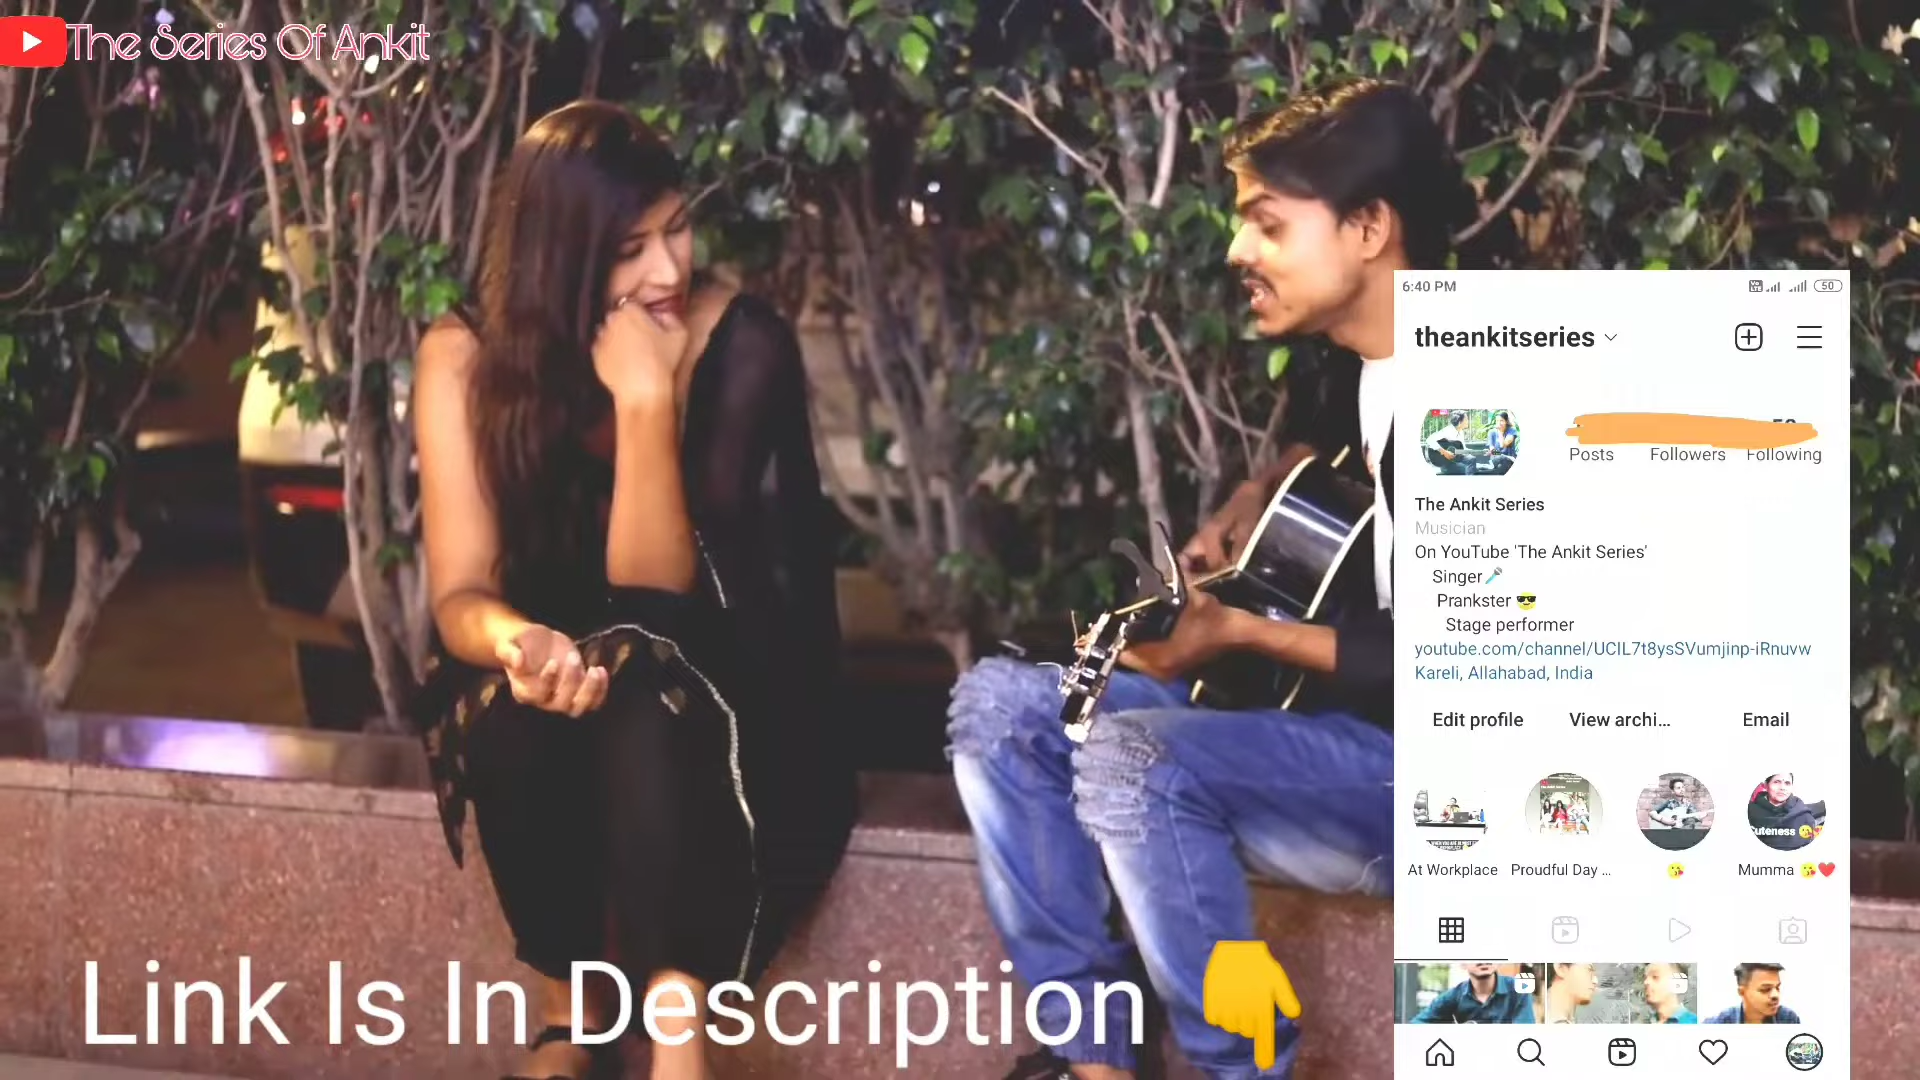 The Series Of Ankit
6:40 PM
50
theankitseries
Posts Followers Following
The Ankit Series
Musician
On YouTube 'The Ankit Series'
Singer🎤
Prankster 😎
Stage performer
youtube.com/channel/UCIL7t8ysSVumjinp-iRnuvw
Kareli, Allahabad, India
Edit profile View archi... Email
Cuteness 😘
At Workplace Proudful Day ... 😘 Mumma 😘❤️
Link Is In Description 👇